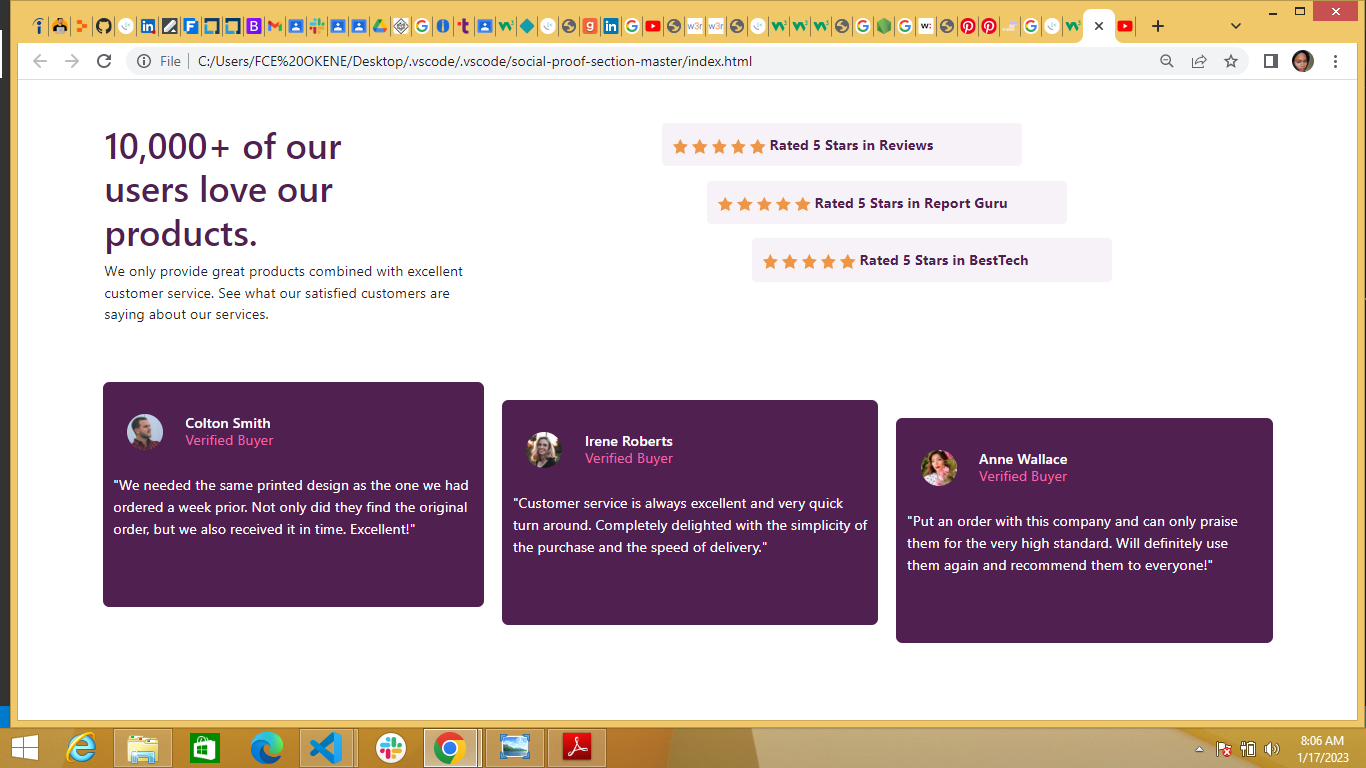 File
C:/Users/FCE%20OKENE/Desktop/.vscode/.vscode/social-proof-section-master/index.html
10,000+ of our
users love our
products.
We only provide great products combined with excellent
customer service. See what our satisfied customers are
saying about our services.
Rated 5 Stars in Reviews
Rated 5 Stars in Report Guru
Rated 5 Stars in BestTech
Colton Smith
Verified Buyer
"We needed the same printed design as the one we had
ordered a week prior. Not only did they find the original
order, but we also received it in time. Excellent!"
Irene Roberts
Verified Buyer
"Customer service is always excellent and very quick
turn around. Completely delighted with the simplicity of
the purchase and the speed of delivery."
Anne Wallace
Verified Buyer
"Put an order with this company and can only praise
them for the very high standard. Will definitely use
them again and recommend them to everyone!"
8:06 AM
1/17/2023